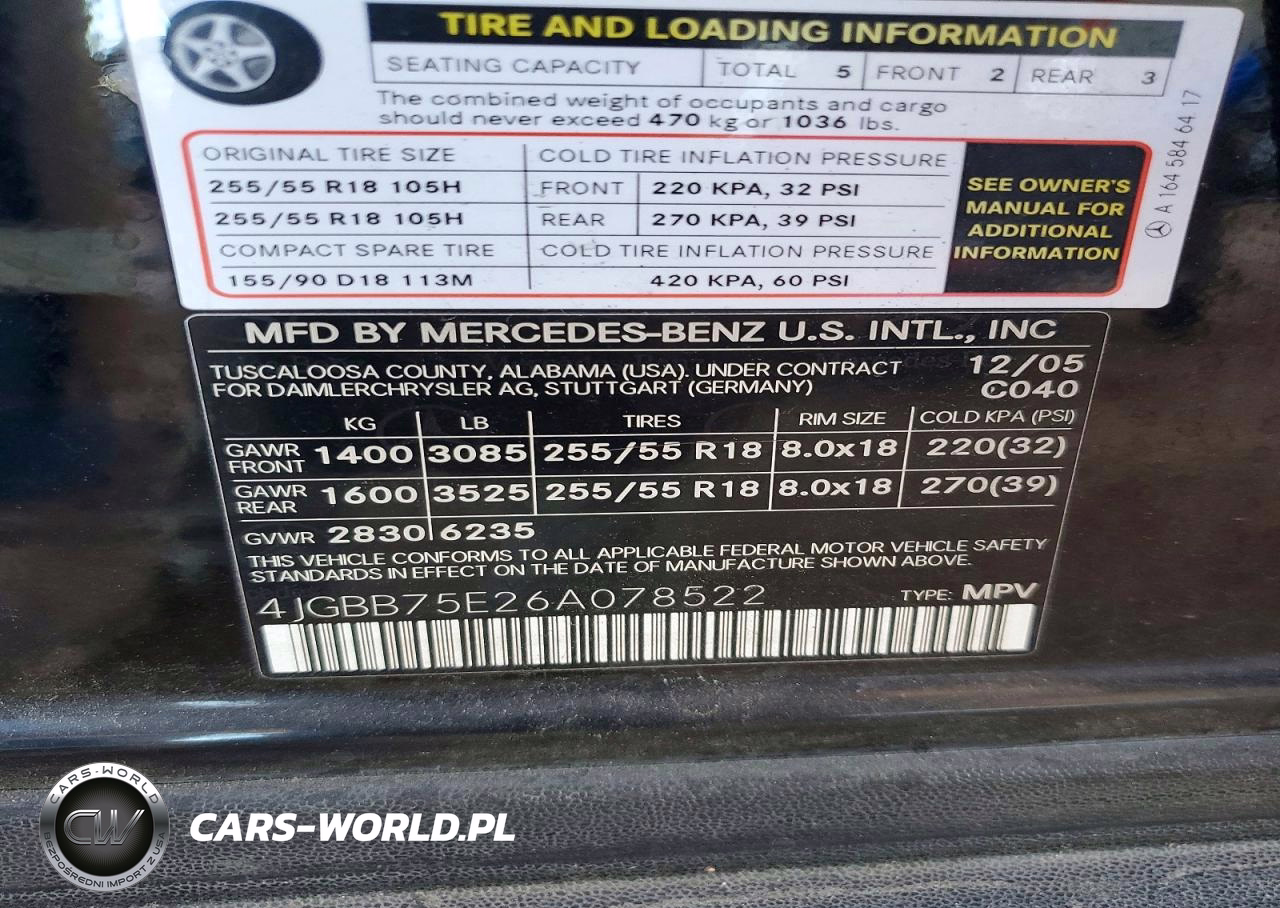 TIRE AND LOADING INFORMATION
SEATING CAPACITY TOTAL 5 FRONT 2 REAR 3
The combined weight of occupants and cargo
should never exceed 470 kg or 1036 lbs.
ORIGINAL TIRE SIZE COLD TIRE INFLATION PRESSURE
255/55 R18 105H FRONT 220 KPA, 32 PSI
255/55 R18 105H REAR 270 KPA, 39 PSI
COMPACT SPARE TIRE COLD TIRE INFLATION PRESSURE
155/90 D18 113M 420 KPA, 60 PSI
SEE OWNER'S
MANUAL FOR
ADDITIONAL
INFORMATION
A 164 584 64 17
MFD BY MERCEDES-BENZ U.S. INTL., INC
TUSCALOOSA COUNTY, ALABAMA (USA). UNDER CONTRACT 12/05
FOR DAIMLERCHRYSLER AG, STUTTGART (GERMANY) C040
KG LB TIRES RIM SIZE COLD KPA (PSI)
GAWR FRONT 1400 3085 255/55 R18 8.0x18 220(32)
GAWR REAR 1600 3525 255/55 R18 8.0x18 270(39)
GVWR 2830 6235
THIS VEHICLE CONFORMS TO ALL APPLICABLE FEDERAL MOTOR VEHICLE SAFETY
STANDARDS IN EFFECT ON THE DATE OF MANUFACTURE SHOWN ABOVE.
4JGBB75E26A078522 TYPE: MPV
CARS-WORLD
CW
BEZPOŚREDNI IMPORT Z USA
CARS-WORLD.PL